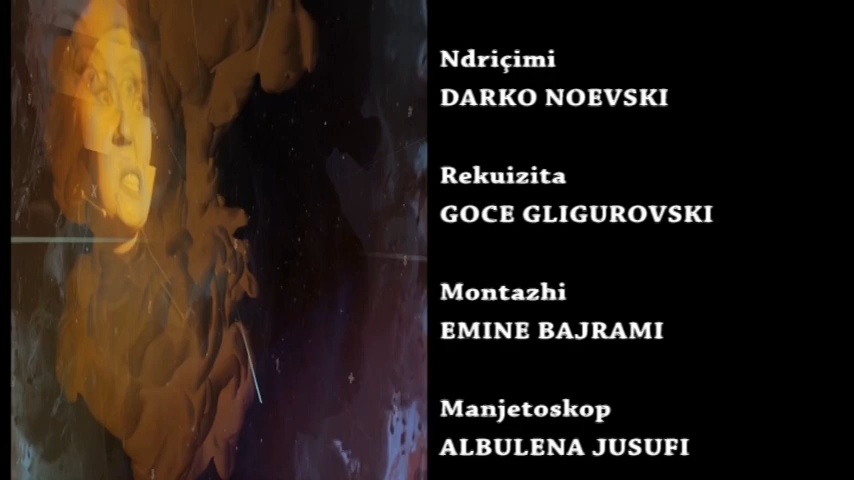 Ndriçimi
DARKO NOEVSKI
Rekuizita
GOCE GLIGUROVSKI
Montazhi
EMINE BAJRAMI
Manjetoskop
ALBULENA JUSUFI